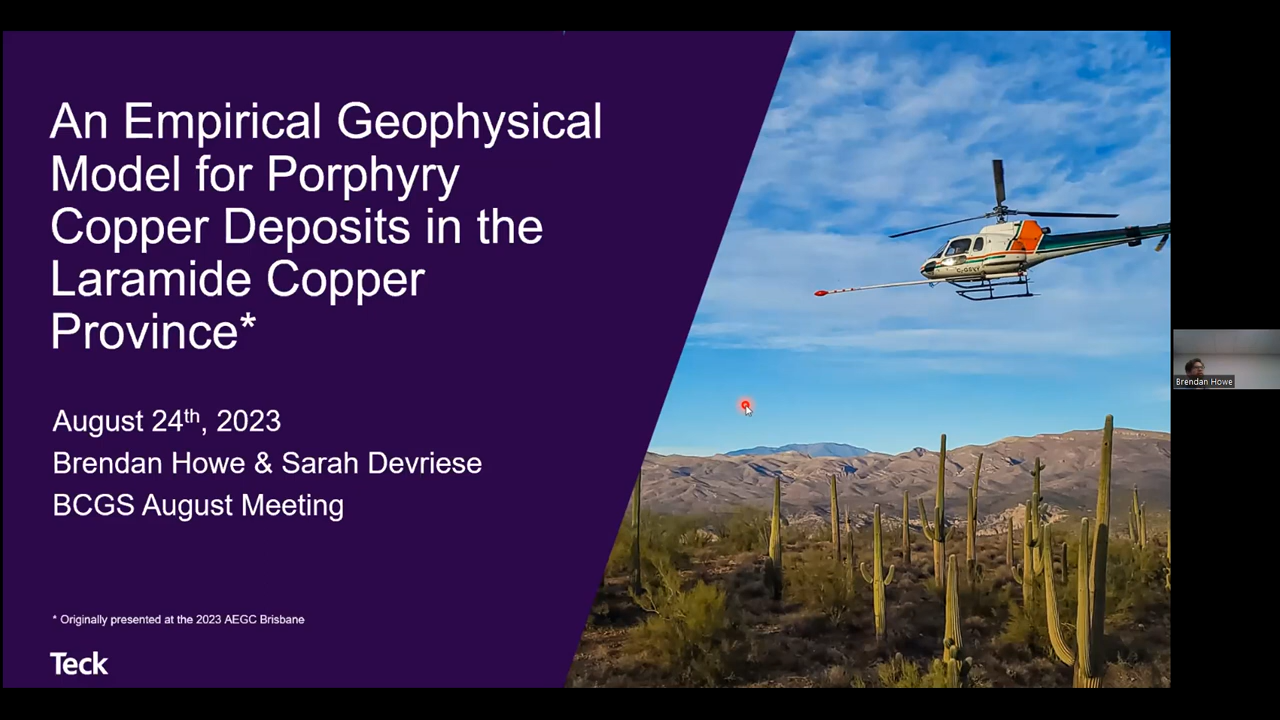 An Empirical Geophysical
Model for Porphyry
Copper Deposits in the
Laramide Copper
Province*
August 24th, 2023
Brendan Howe & Sarah Devriese
BCGS August Meeting
* Originally presented at the 2023 AEGC Brisbane
Teck
Brendan Howe